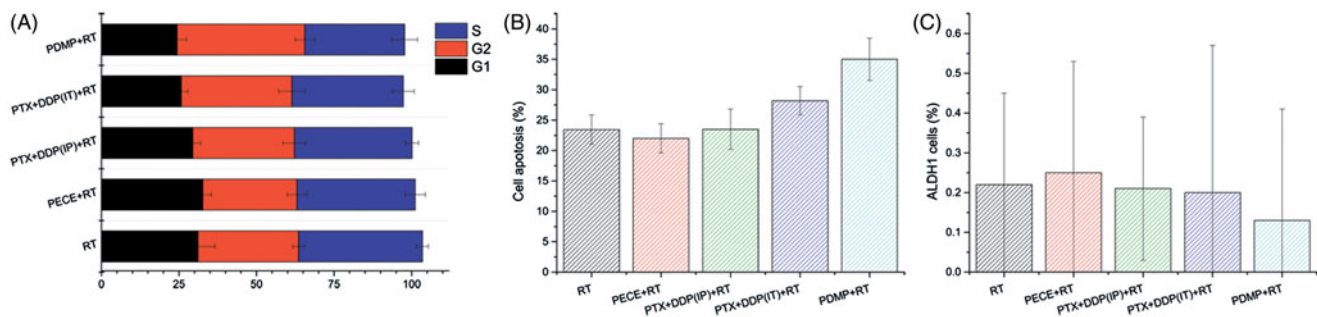 (A)
S
G2
G1
PDMP+RT
PTX+DDP(IT)+RT
PTX+DDP(IP)+RT
PECE+RT
RT
0 25 50 75 100
(B)
Cell apotosis (%)
40
35
30
25
20
15
10
5
0
RT
PECE+RT
PTX+DDP(IP)+RT
PTX+DDP(IT)+RT
PDMP+RT
(C)
ALDH1 cells (%)
0.6
0.5
0.4
0.3
0.2
0.1
0.0
RT
PECE+RT
PTX+DDP(IP)+RT
PTX+DDP(IT)+RT
PDMP+RT